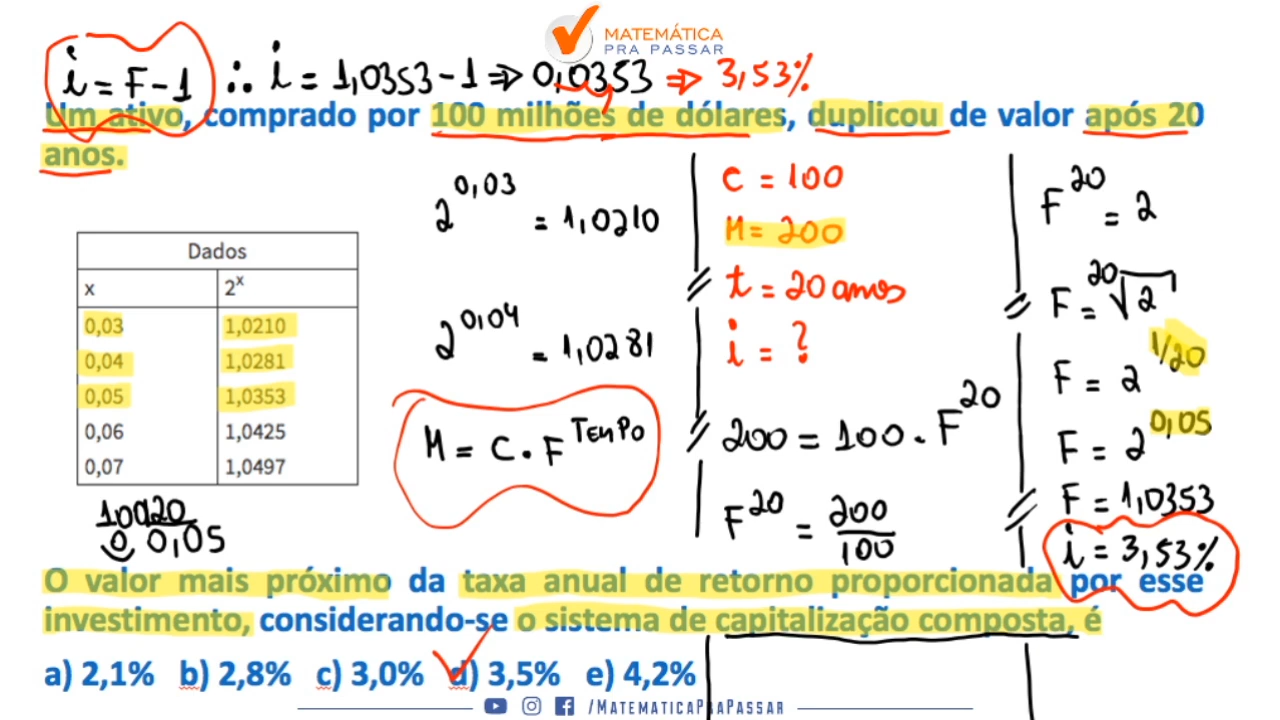 MATEMÁTICA
PRA PASSAR
i = F - 1 ∴ i = 1,0353 - 1 ⇒ 0,0353 ⇒ 3,53%
Um ativo, comprado por 100 milhões de dólares, duplicou de valor após 20
anos.
Dados
x 2^x
0,03 1,0210
0,04 1,0281
0,05 1,0353
0,06 1,0425
0,07 1,0497
100 20
0 0,05
2^0,03 = 1,0210
2^0,04 = 1,0281
M = C . F^TEMPO
C = 100
M = 200
t = 20 anos
i = ?
200 = 100 . F^20
F^20 = 200/100
F^20 = 2
F = 20√2
F = 2^1/20
F = 2^0,05
F = 1,0353
i = 3,53%
O valor mais próximo da taxa anual de retorno proporcionada por esse
investimento, considerando-se o sistema de capitalização composta, é
a) 2,1% b) 2,8% c) 3,0% d) 3,5% e) 4,2%
/MATEMATICAPRAPASSAR